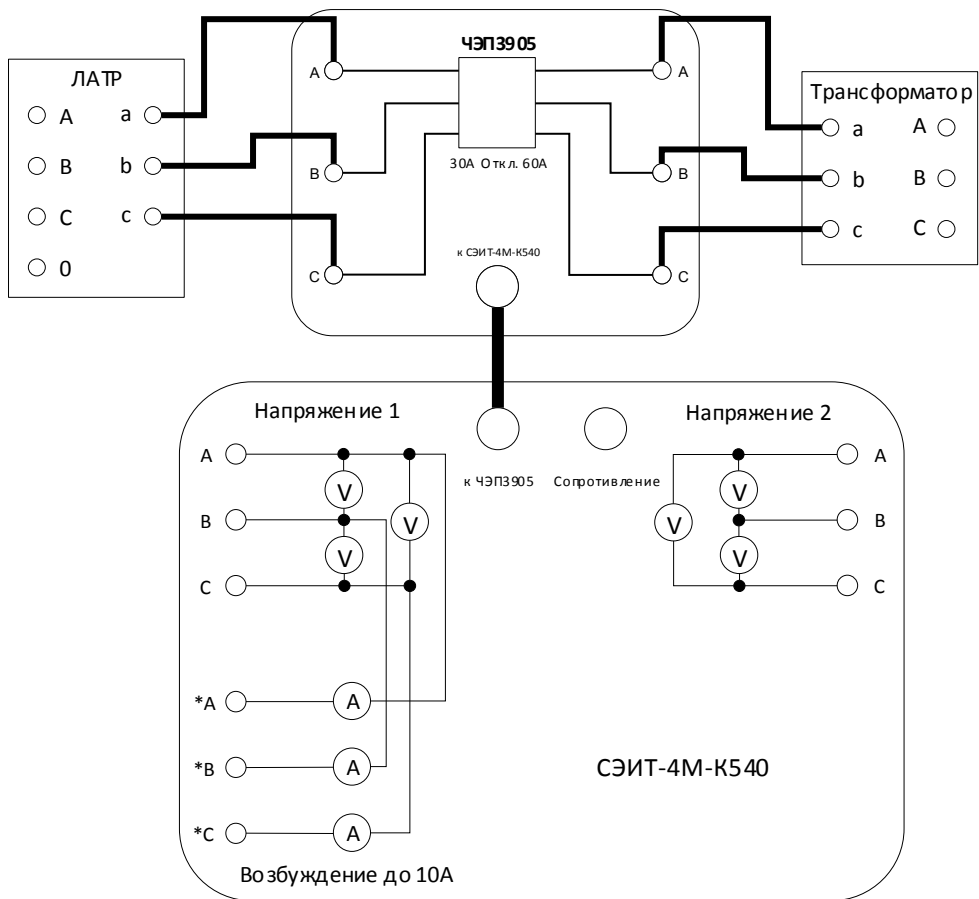 ЧЭП3905
ЛАТР
A
a
B
b
C
c
0
A
B
C
30А Откл. 60А
к СЭИТ-4М-К540
A
B
C
Трансформатор
a
A
b
B
c
C
Напряжение 1
A
B
C
V
V
V
к ЧЭП3905
Сопротивление
Напряжение 2
V
V
V
A
B
C
*A
A
*B
A
*C
A
Возбуждение до 10А
СЭИТ-4М-К540